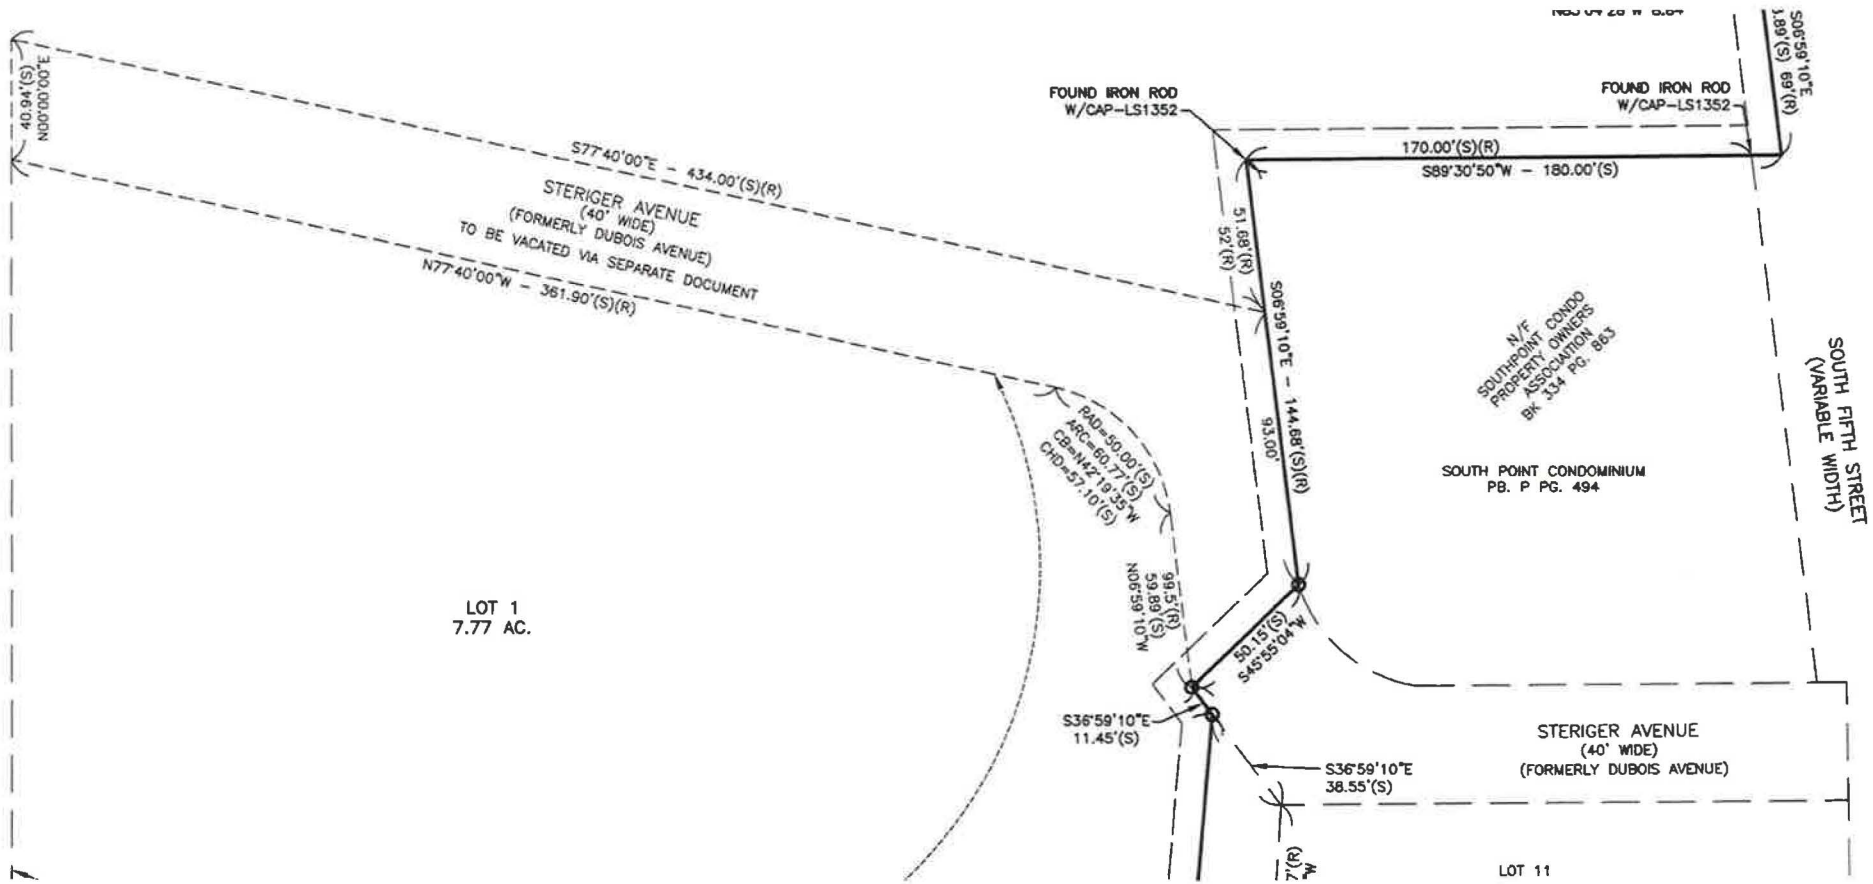 40.94'(S)
N00°00'00"E
S77°40'00"E - 434.00'(S)(R)
STERIGER AVENUE
(40' WIDE)
(FORMERLY DUBOIS AVENUE)
TO BE VACATED VIA SEPARATE DOCUMENT
N77°40'00"W - 361.90'(S)(R)
LOT 1
7.77 AC.
FOUND IRON ROD
W/CAP-LS1352
FOUND IRON ROD
W/CAP-LS1352
S06°59'10"E
69'(R)
170.00'(S)(R)
S89°30'50"W - 180.00'(S)
51.68'(R)
52'(R)
S06°59'10"E - 144.68'(S)(R)
93.00'
RAD=50.00'(S)
ARC=60.77'(S)
CB=N42°19'35"W
CHD=57.10'(S)
99.5'(R)
59.89'(S)
N06°59'10"W
N/F
SOUTHPOINT CONDO
PROPERTY OWNERS
ASSOCIATION
BK 334 PG. 863
SOUTH POINT CONDOMINIUM
PB. P PG. 494
SOUTH FIFTH STREET
(VARIABLE WIDTH)
50.15'(S)
S45°55'04"W
S36°59'10"E
11.45'(S)
S36°59'10"E
38.55'(S)
STERIGER AVENUE
(40' WIDE)
(FORMERLY DUBOIS AVENUE)
7'(R)
"W
LOT 11